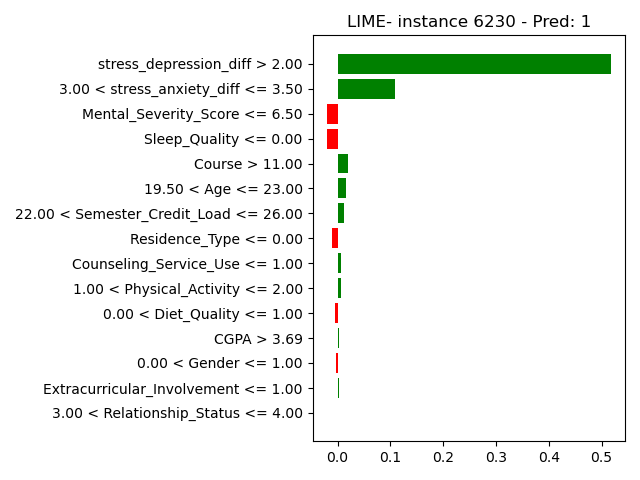 LIME- instance 6230 - Pred: 1
stress_depression_diff > 2.00
3.00 < stress_anxiety_diff <= 3.50
Mental_Severity_Score <= 6.50
Sleep_Quality <= 0.00
Course > 11.00
19.50 < Age <= 23.00
22.00 < Semester_Credit_Load <= 26.00
Residence_Type <= 0.00
Counseling_Service_Use <= 1.00
1.00 < Physical_Activity <= 2.00
0.00 < Diet_Quality <= 1.00
CGPA > 3.69
0.00 < Gender <= 1.00
Extracurricular_Involvement <= 1.00
3.00 < Relationship_Status <= 4.00
0.0 0.1 0.2 0.3 0.4 0.5